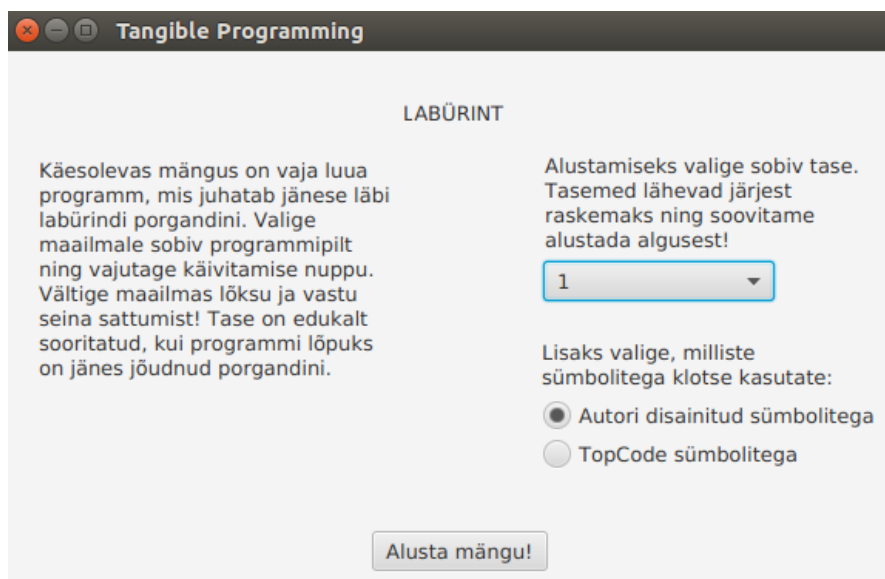 Tangible Programming
LABÜRINT
Käesolevas mängus on vaja luua
programm, mis juhatab jänese läbi
labürindi porgandini. Valige
maailmale sobiv programmipilt
ning vajutage käivitamise nuppu.
Vältige maailmas lõksu ja vastu
seina sattumist! Tase on edukalt
sooritatud, kui programmi lõpuks
on jänes jõudnud porgandini.
Alustamiseks valige sobiv tase.
Tasemed lähevad järjest
raskemaks ning soovitame
alustada algusest!
1
Lisaks valige, milliste
sümbolitega klotse kasutate:
Autori disainitud sümbolitega
TopCode sümbolitega
Alusta mängu!